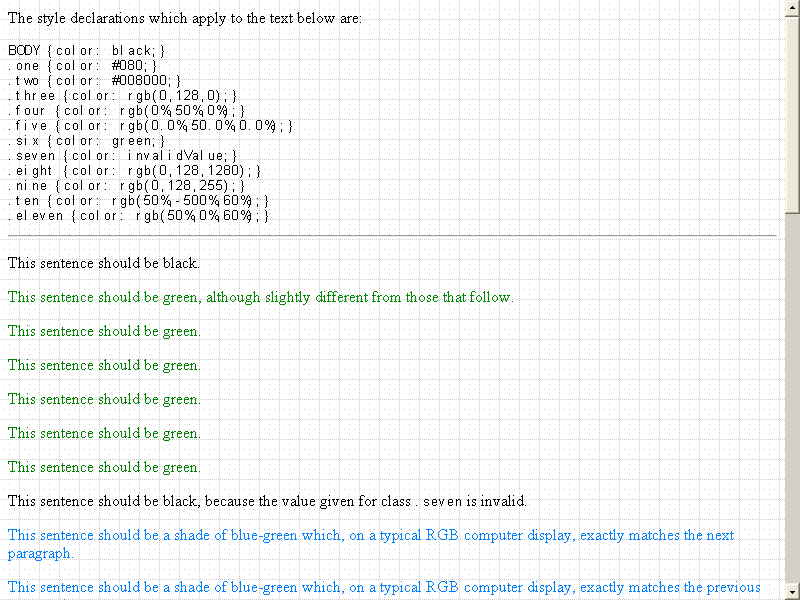 The style declarations which apply to the text below are:
BODY {color: black;}
.one {color: #080;}
.two {color: #008000;}
.three {color: rgb(0,128,0);}
.four {color: rgb(0%,50%,0%);}
.five {color: rgb(0.0%,50.0%,0.0%);}
.six {color: green;}
.seven {color: invalidValue;}
.eight {color: rgb(0,128,1280);}
.nine {color: rgb(0,128,255);}
.ten {color: rgb(50%,-500%,60%);}
.eleven {color: rgb(50%,0%,60%);}
This sentence should be black.
This sentence should be green, although slightly different from those that follow.
This sentence should be green.
This sentence should be green.
This sentence should be green.
This sentence should be green.
This sentence should be green.
This sentence should be black, because the value given for class .seven is invalid.
This sentence should be a shade of blue-green which, on a typical RGB computer display, exactly matches the next
paragraph.
This sentence should be a shade of blue-green which, on a typical RGB computer display, exactly matches the previous